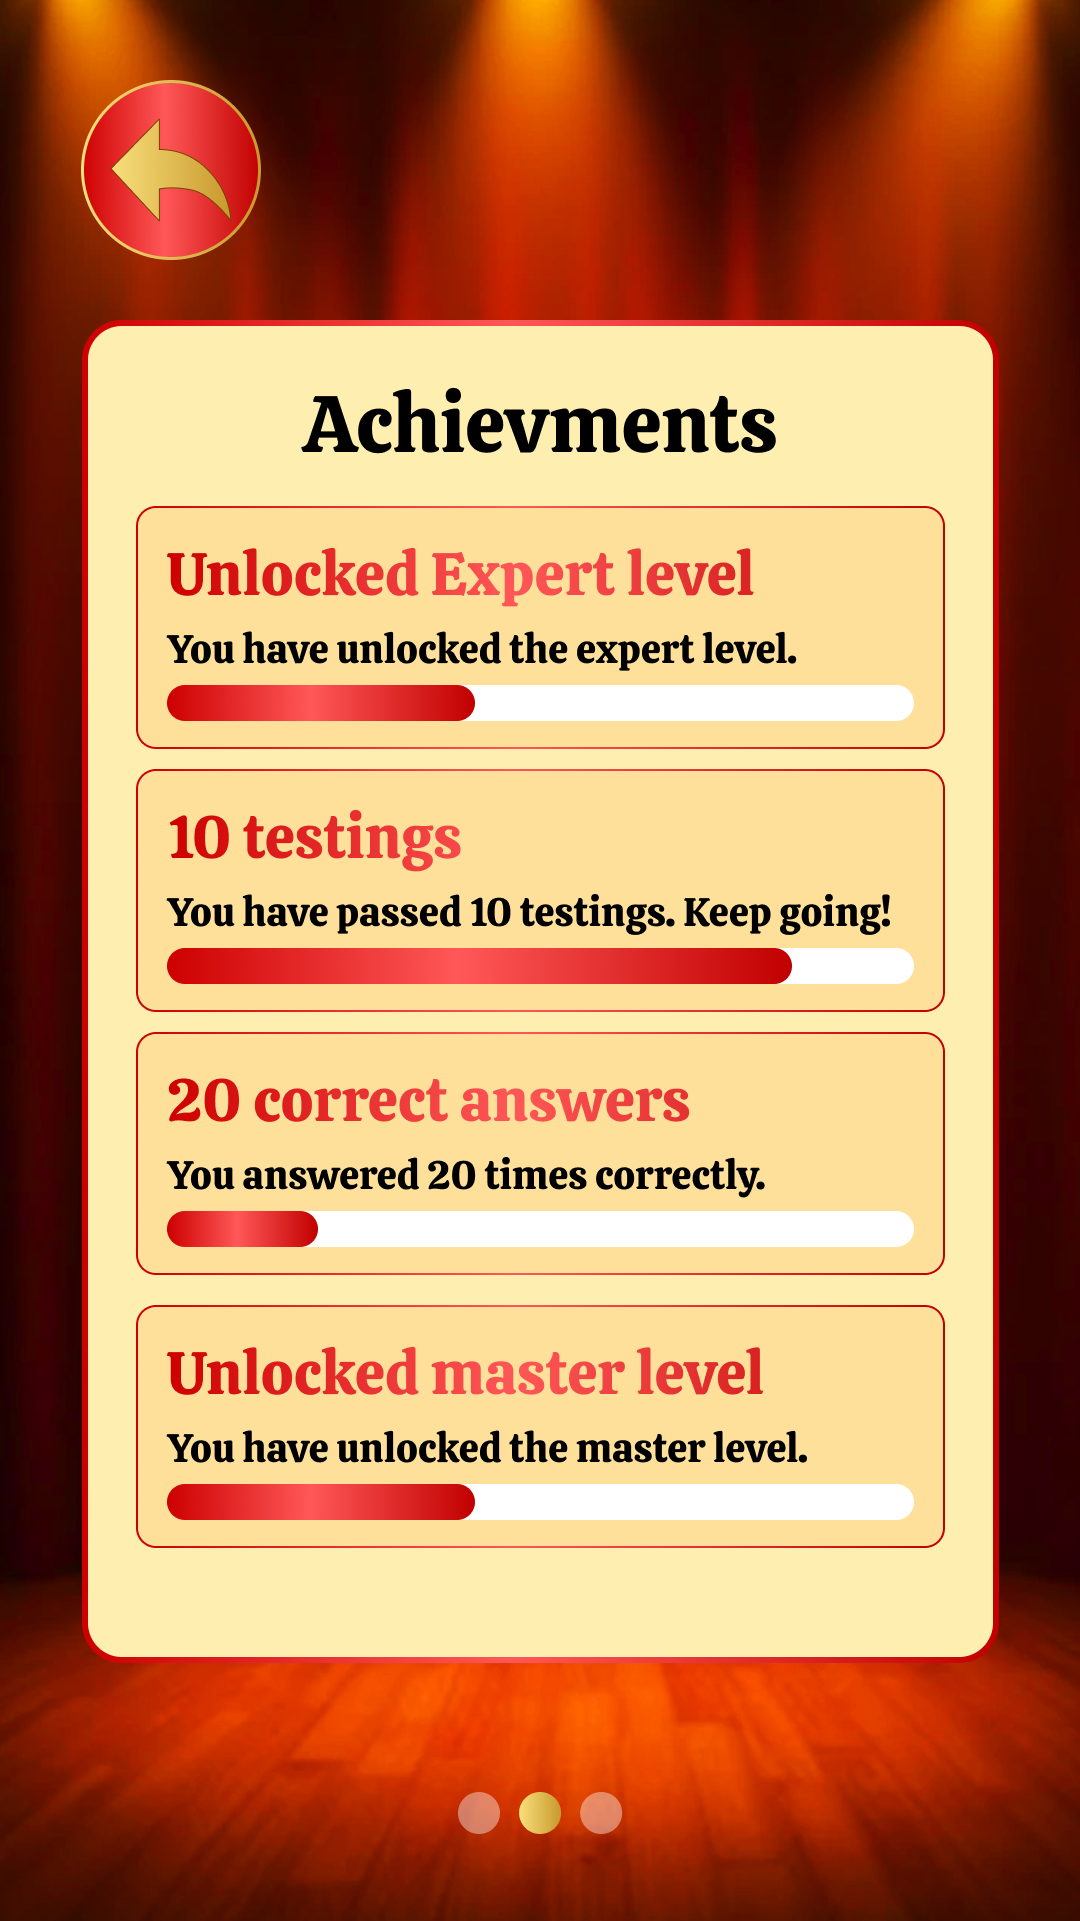 Achievments
Unlocked Expert level
You have unlocked the expert level.
10 testings
You have passed 10 testings. Keep going!
20 correct answers
You answered 20 times correctly.
Unlocked master level
You have unlocked the master level.